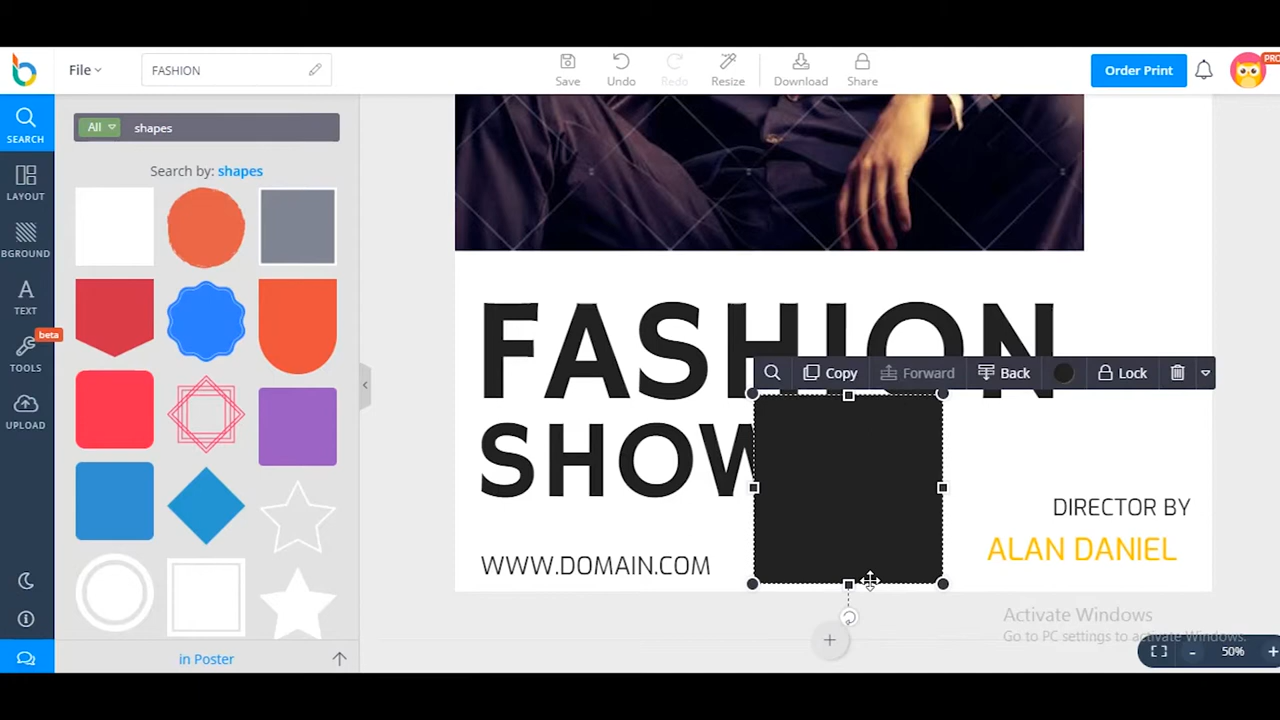 File
FASHION
Save
Undo
Redo
Resize
Download
Share
Order Print
PRO
SEARCH
LAYOUT
BGROUND
TEXT
beta
TOOLS
UPLOAD
All
shapes
Search by: shapes
in Poster
FASHION
Copy
Forward
Back
Lock
SHOW
DIRECTOR BY
ALAN DANIEL
WWW.DOMAIN.COM
Activate Windows
Go to PC settings to activate Windows.
- 50% +